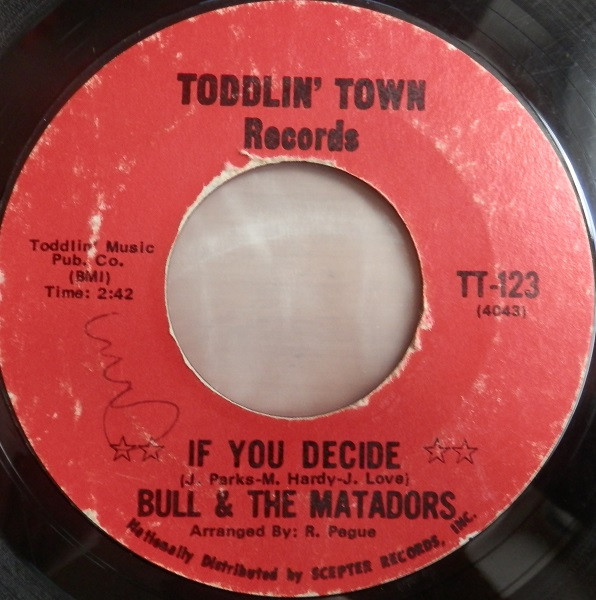 TODDLIN' TOWN
Records
Toddlin' Music
Pub. Co.
(BMI)
Time: 2:42
TT-123
(4043)
☆☆ IF YOU DECIDE ☆☆
(J. Parks-M. Hardy-J. Love)
BULL & THE MATADORS
Arranged By: R. Pegue
Nationally Distributed by SCEPTER RECORDS, INC.